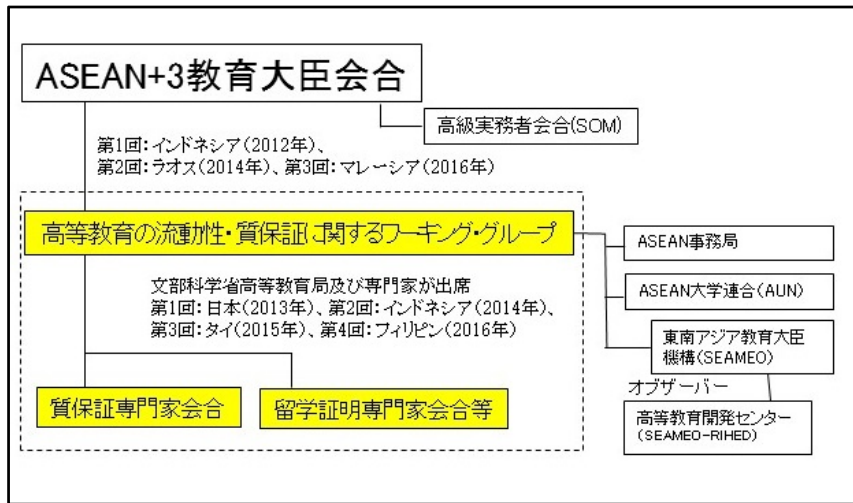 ASEAN+3教育大臣会合
高級実務者会合(SOM)
第1回：インドネシア(2012年)、
第2回：ラオス(2014年)、第3回：マレーシア(2016年)
高等教育の流動性・質保証に関するワーキング・グループ
文部科学省高等教育局及び専門家が出席
第1回：日本(2013年)、第2回：インドネシア(2014年)、
第3回：タイ(2015年)、第4回：フィリピン(2016年)
質保証専門家会合
留学証明専門家会合等
ASEAN事務局
ASEAN大学連合(AUN)
東南アジア教育大臣
機構(SEAMEO)
オブザーバー
高等教育開発センター
(SEAMEO-RIHED)